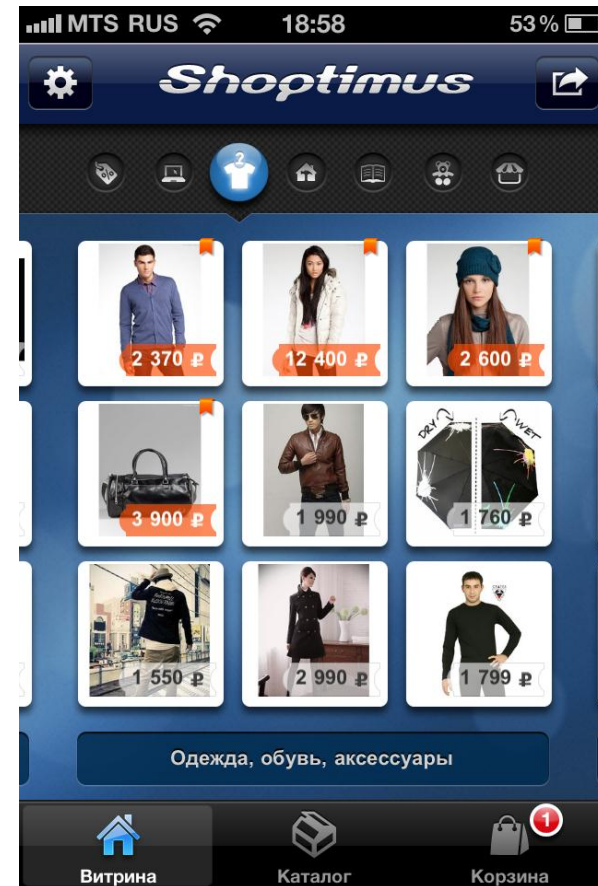 MTS RUS 18:58 53%
Shoptimus
2
2 370 ₽ 12 400 ₽ 2 600 ₽
DRY WET
3 900 ₽ 1 990 ₽ 1 760 ₽
1 550 ₽ 2 990 ₽ 1 799 ₽
Одежда, обувь, аксессуары
1
Витрина Каталог Корзина